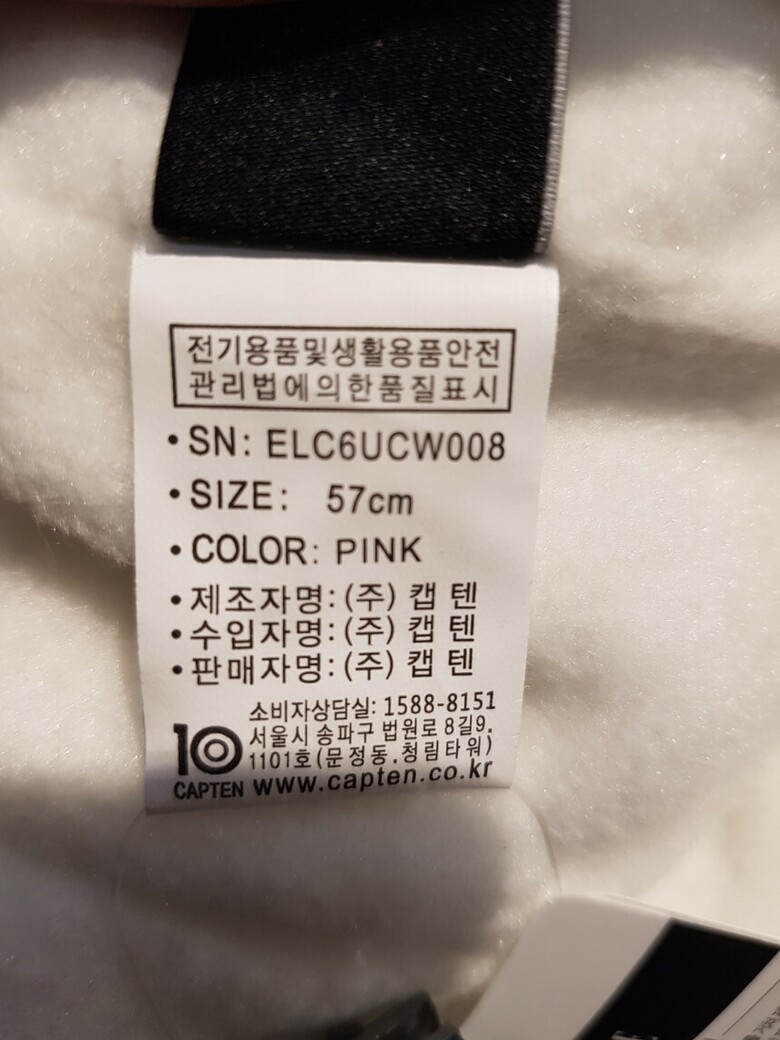 전기용품및생활용품안전
관리법에의한품질표시
•SN: ELC6UCW008
•SIZE: 57cm
•COLOR: PINK
•제조자명:(주) 캡 텐
•수입자명:(주) 캡 텐
•판매자명:(주) 캡 텐
소비자상담실: 1588-8151
서울시 송파구 법원로 8길9,
1101호(문정동,청림타워)
10
CAPTEN www.capten.co.kr